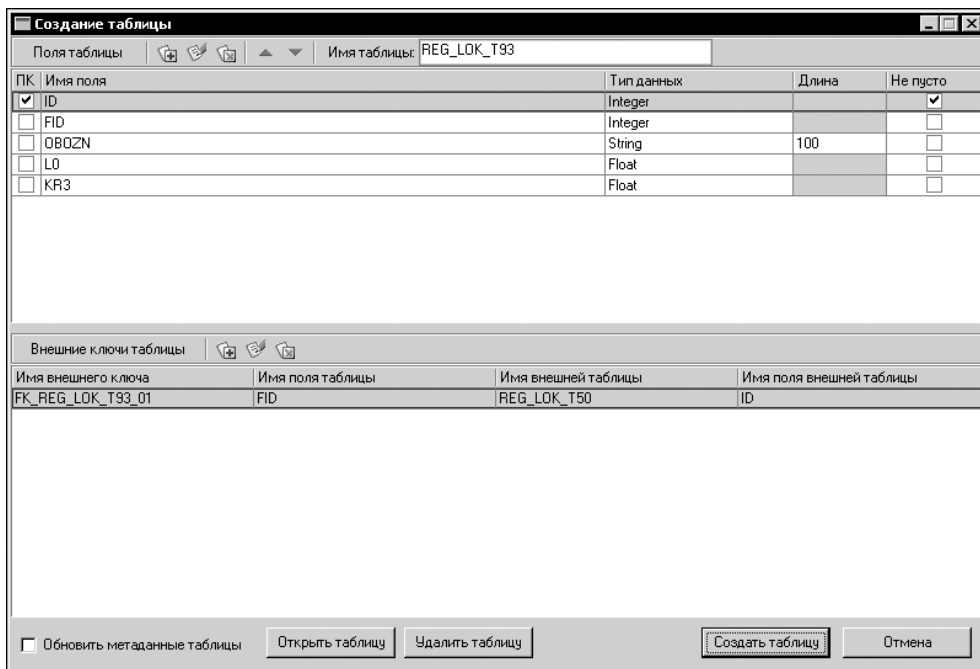 Создание таблицы
Поля таблицы Имя таблицы: REG_LOK_T93
ПК Имя поля Тип данных Длина Не пусто
ID Integer
FID Integer
OBOZN String 100
L0 Float
KR3 Float
Внешние ключи таблицы
Имя внешнего ключа Имя поля таблицы Имя внешней таблицы Имя поля внешней таблицы
FK_REG_LOK_T93_01 FID REG_LOK_T50 ID
Обновить метаданные таблицы Открыть таблицу Удалить таблицу Создать таблицу Отмена